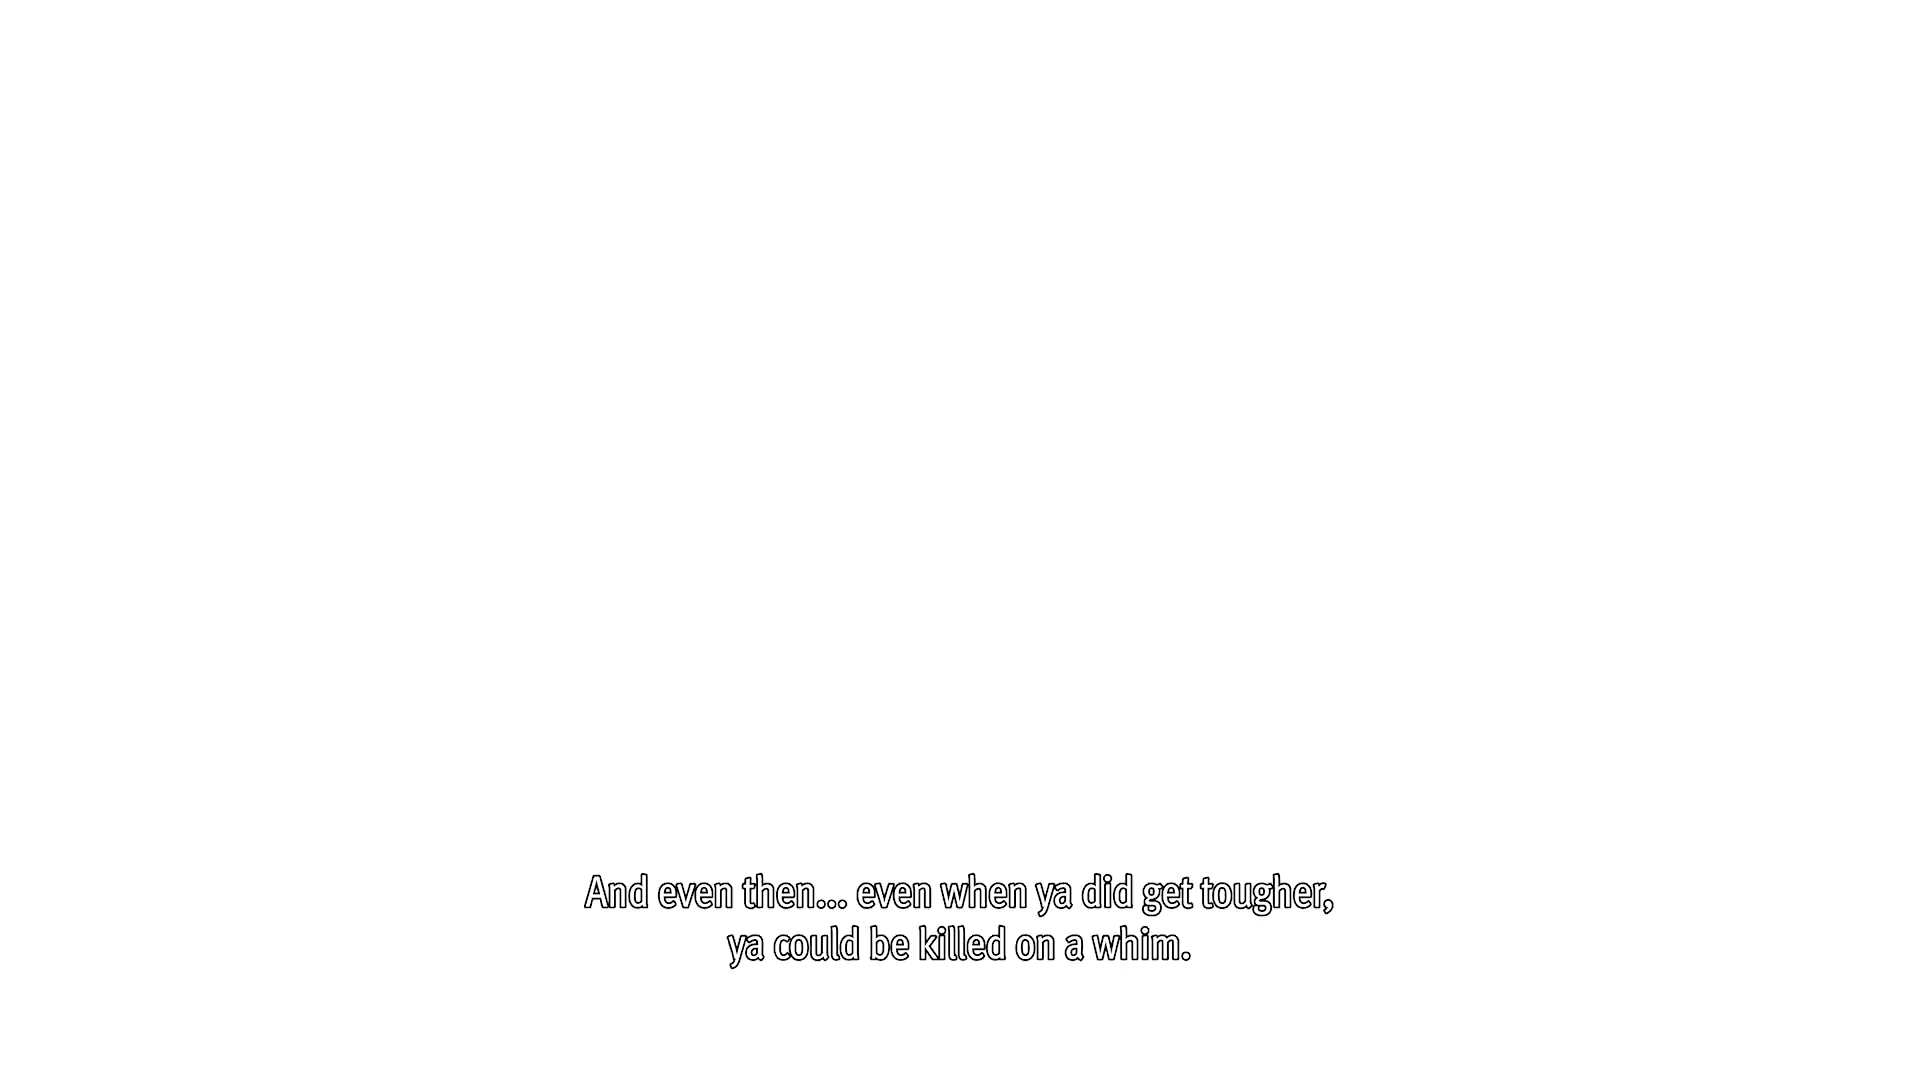 And even then... even when ya did get tougher,
ya could be killed on a whim.